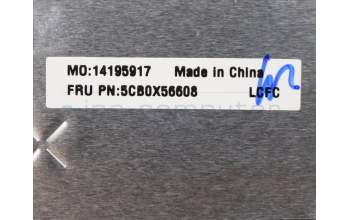 MO:14195917 Made in China
FRU PN:5CB0X56608 LCFC